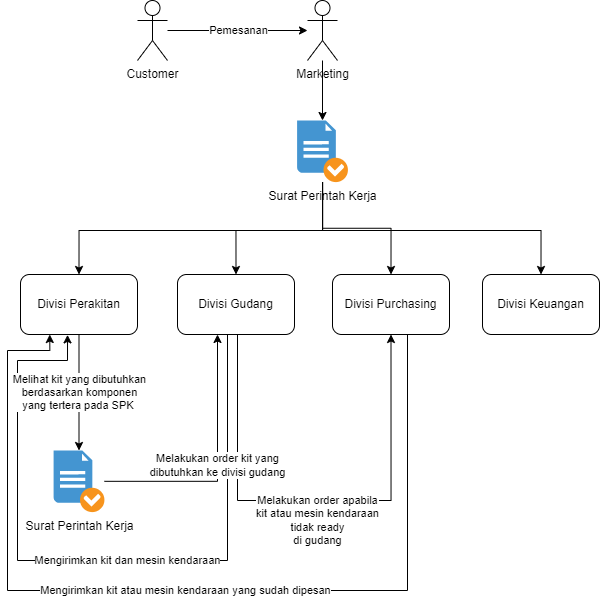 Pemesanan
Customer
Marketing
Surat Perintah Kerja
Divisi Perakitan
Divisi Gudang
Divisi Purchasing
Divisi Keuangan
Melihat kit yang dibutuhkan
berdasarkan komponen
yang tertera pada SPK
Melakukan order kit yang
dibutuhkan ke divisi gudang
Melakukan order apabila
kit atau mesin kendaraan
tidak ready
di gudang
Surat Perintah Kerja
Mengirimkan kit dan mesin kendaraan
Mengirimkan kit atau mesin kendaraan yang sudah dipesan